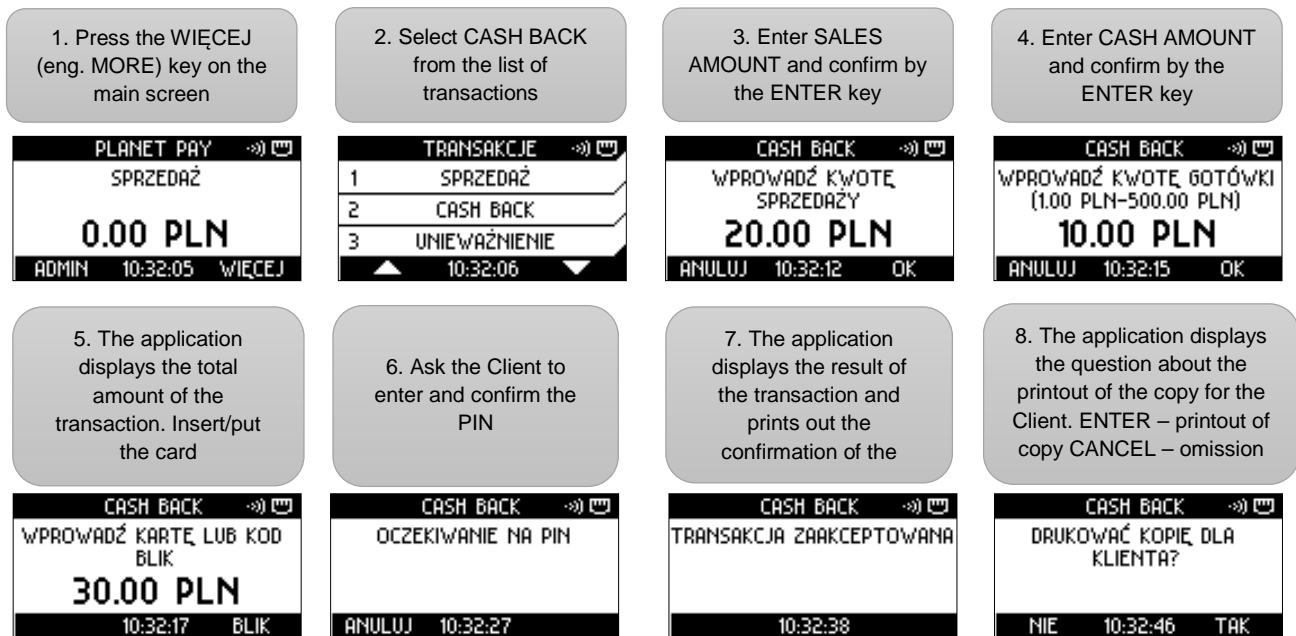 1. Press the WIĘCEJ
(eng. MORE) key on the
main screen
2. Select CASH BACK
from the list of
transactions
3. Enter SALES
AMOUNT and confirm by
the ENTER key
4. Enter CASH AMOUNT
and confirm by the
ENTER key
PLANET PAY
SPRZEDAŻ
0.00 PLN
ADMIN 10:32:05 WIĘCEJ
TRANSAKCJE
1 SPRZEDAŻ
2 CASH BACK
3 UNIEWAŻNIENIE
10:32:06
CASH BACK
WPROWADŹ KWOTĘ
SPRZEDAŻY
20.00 PLN
ANULUJ 10:32:12 OK
CASH BACK
WPROWADŹ KWOTĘ GOTÓWKI
(1.00 PLN-500.00 PLN)
10.00 PLN
ANULUJ 10:32:15 OK
5. The application
displays the total
amount of the
transaction. Insert/put
the card
6. Ask the Client to
enter and confirm the
PIN
7. The application
displays the result of
the transaction and
prints out the
confirmation of the
8. The application displays
the question about the
printout of the copy for the
Client. ENTER – printout of
copy CANCEL – omission
CASH BACK
WPROWADŹ KARTĘ LUB KOD
BLIK
30.00 PLN
10:32:17 BLIK
CASH BACK
OCZEKIWANIE NA PIN
ANULUJ 10:32:27
CASH BACK
TRANSAKCJA ZAAKCEPTOWANA
10:32:38
CASH BACK
DRUKOWAĆ KOPIĘ DLA
KLIENTA?
NIE 10:32:46 TAK